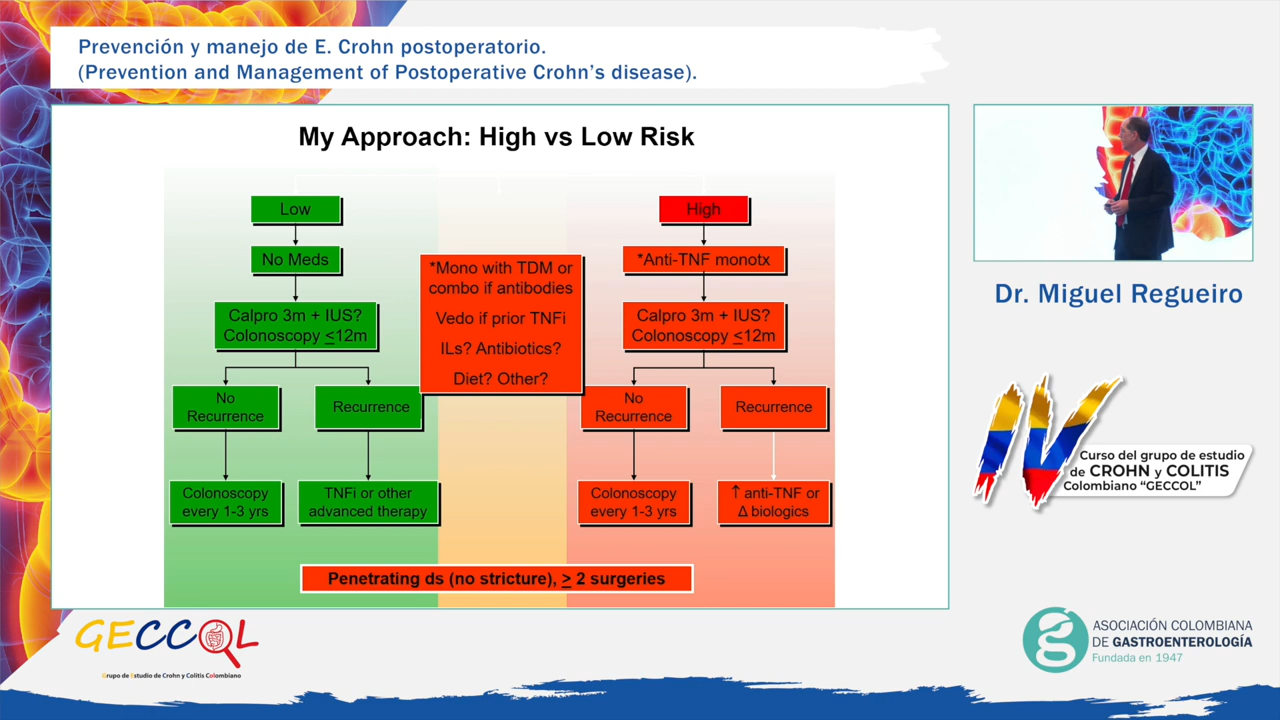 Prevención y manejo de E. Crohn postoperatorio.
(Prevention and Management of Postoperative Crohn's disease).
My Approach: High vs Low Risk
Low
No Meds
Calpro 3m + IUS?
Colonoscopy ≤12m
No
Recurrence
Recurrence
Colonoscopy
every 1-3 yrs
TNFi or other
advanced therapy
*Mono with TDM or
combo if antibodies
Vedo if prior TNFi
ILs? Antibiotics?
Diet? Other?
High
*Anti-TNF monotx
Calpro 3m + IUS?
Colonoscopy ≤12m
No
Recurrence
Recurrence
Colonoscopy
every 1-3 yrs
↑ anti-TNF or
Δ biologics
Penetrating ds (no stricture), ≥ 2 surgeries
Dr. Miguel Regueiro
IV
Curso del grupo de estudio
de CROHN y COLITIS
Colombiano "GECCOL"
GECCOL
Grupo de Estudio de Crohn y Colitis Colombiano
ASOCIACIÓN COLOMBIANA
DE GASTROENTEROLOGÍA
Fundada en 1947